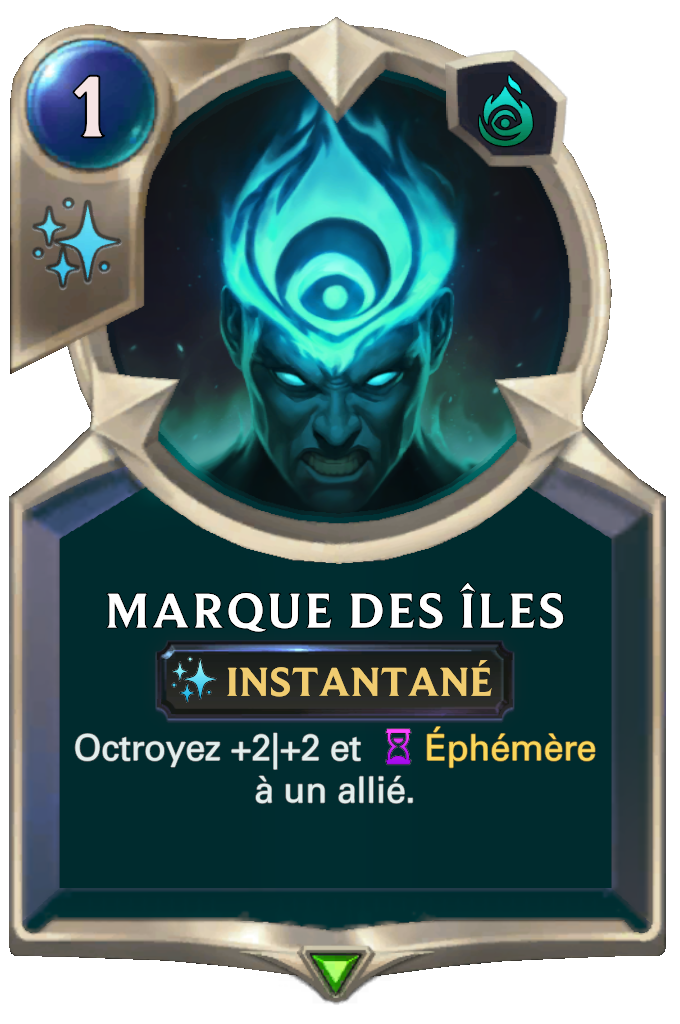 1
MARQUE DES ÎLES
INSTANTANÉ
Octroyez +2|+2 et Éphémère
à un allié.